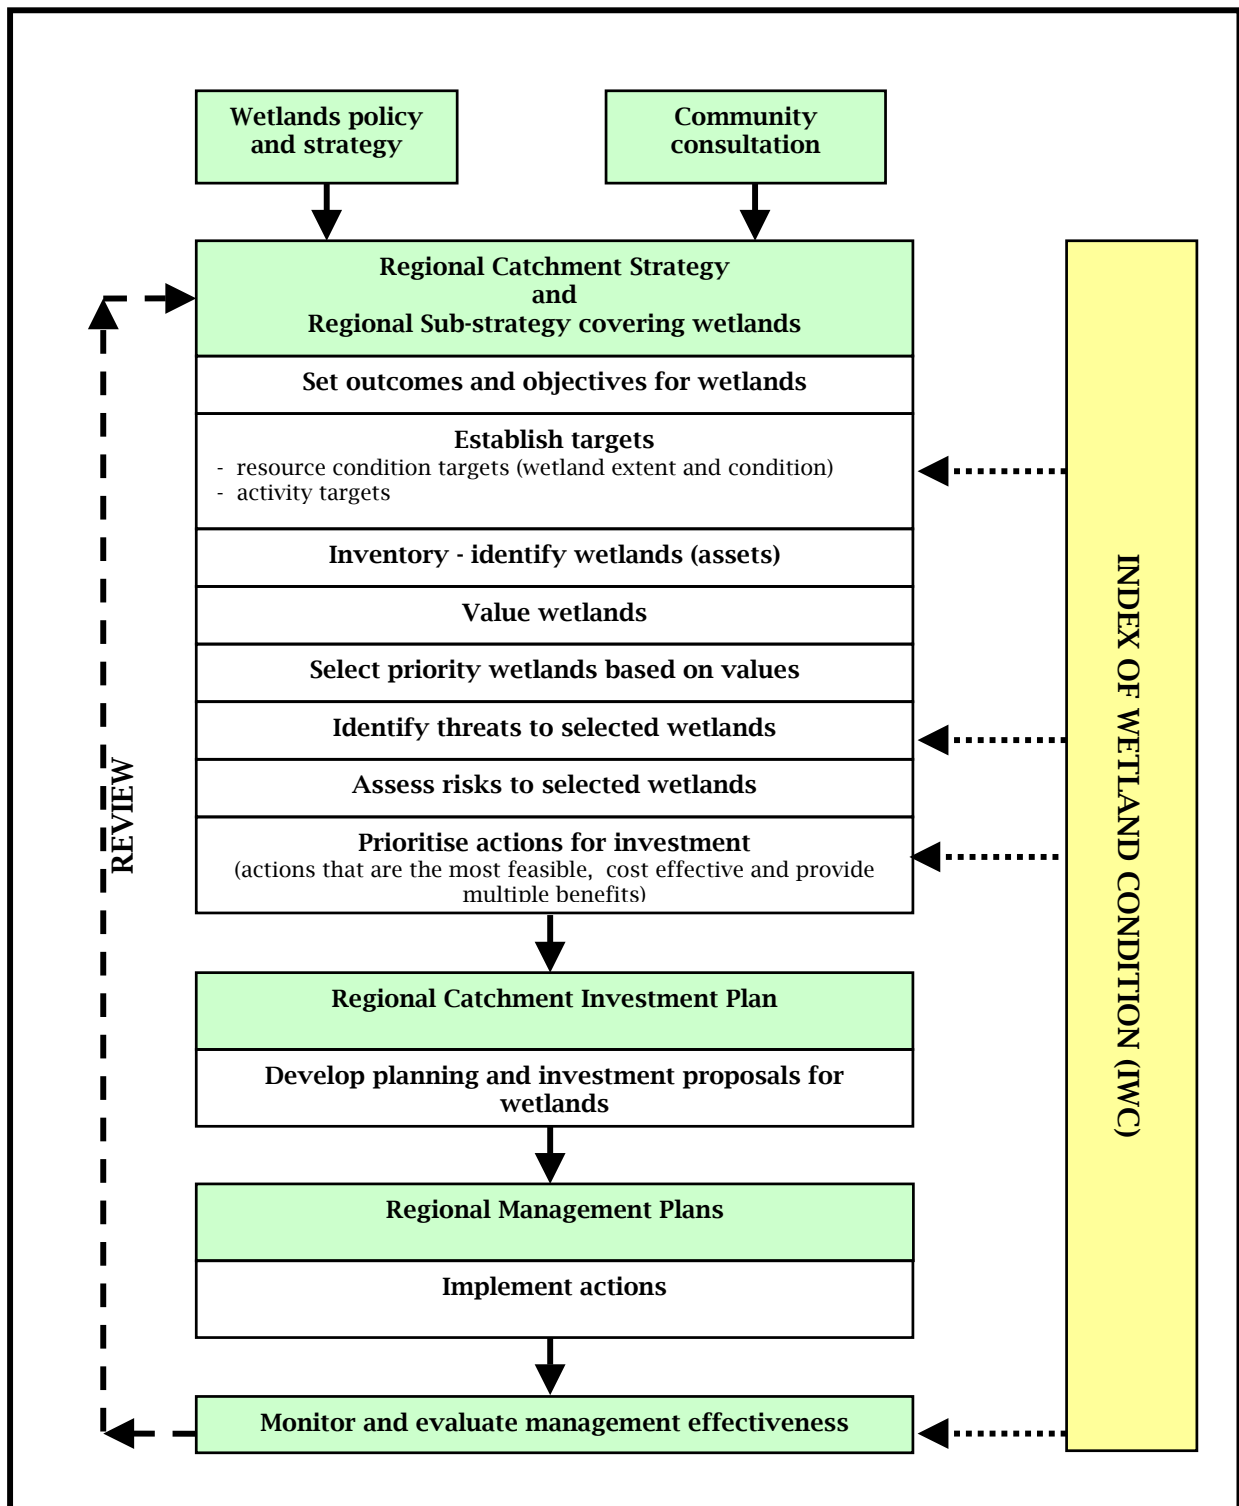 Wetlands policy
and strategy
Community
consultation
Regional Catchment Strategy
and
Regional Sub-strategy covering wetlands
Set outcomes and objectives for wetlands
Establish targets
- resource condition targets (wetland extent and condition)
- activity targets
Inventory - identify wetlands (assets)
Value wetlands
Select priority wetlands based on values
Identify threats to selected wetlands
Assess risks to selected wetlands
Prioritise actions for investment
(actions that are the most feasible, cost effective and provide
multiple benefits)
Regional Catchment Investment Plan
Develop planning and investment proposals for
wetlands
Regional Management Plans
Implement actions
Monitor and evaluate management effectiveness
REVIEW
INDEX OF WETLAND CONDITION (IWC)